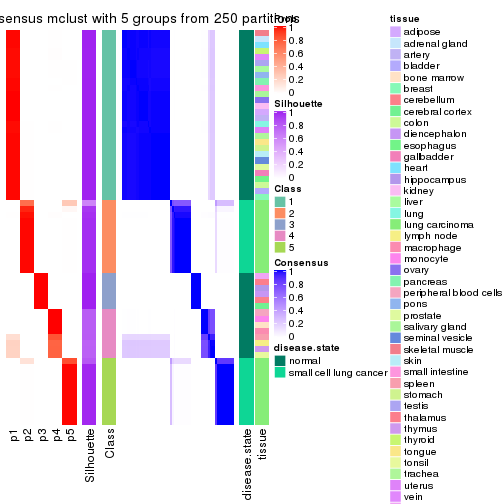 sensus mclust with 5 groups from 250 partitions
1
0.8
0.6
0.4
0.2
0
Silhouette
1
0.8
0.6
0.4
0.2
0
Class
1
2
3
4
5
Consensus
1
0.8
0.6
0.4
0.2
0
disease.state
normal
small cell lung cancer
tissue
adipose
adrenal gland
artery
bladder
bone marrow
breast
cerebellum
cerebral cortex
colon
diencephalon
esophagus
gallbladder
heart
hippocampus
kidney
liver
lung
lung carcinoma
lymph node
macrophage
monocyte
ovary
pancreas
peripheral blood cells
pons
prostate
salivary gland
seminal vesicle
skeletal muscle
skin
small intestine
spleen
stomach
testis
thalamus
thymus
thyroid
tongue
tonsil
trachea
uterus
vein
p1
p2
p3
p4
p5
Silhouette
Class
disease.state
tissue